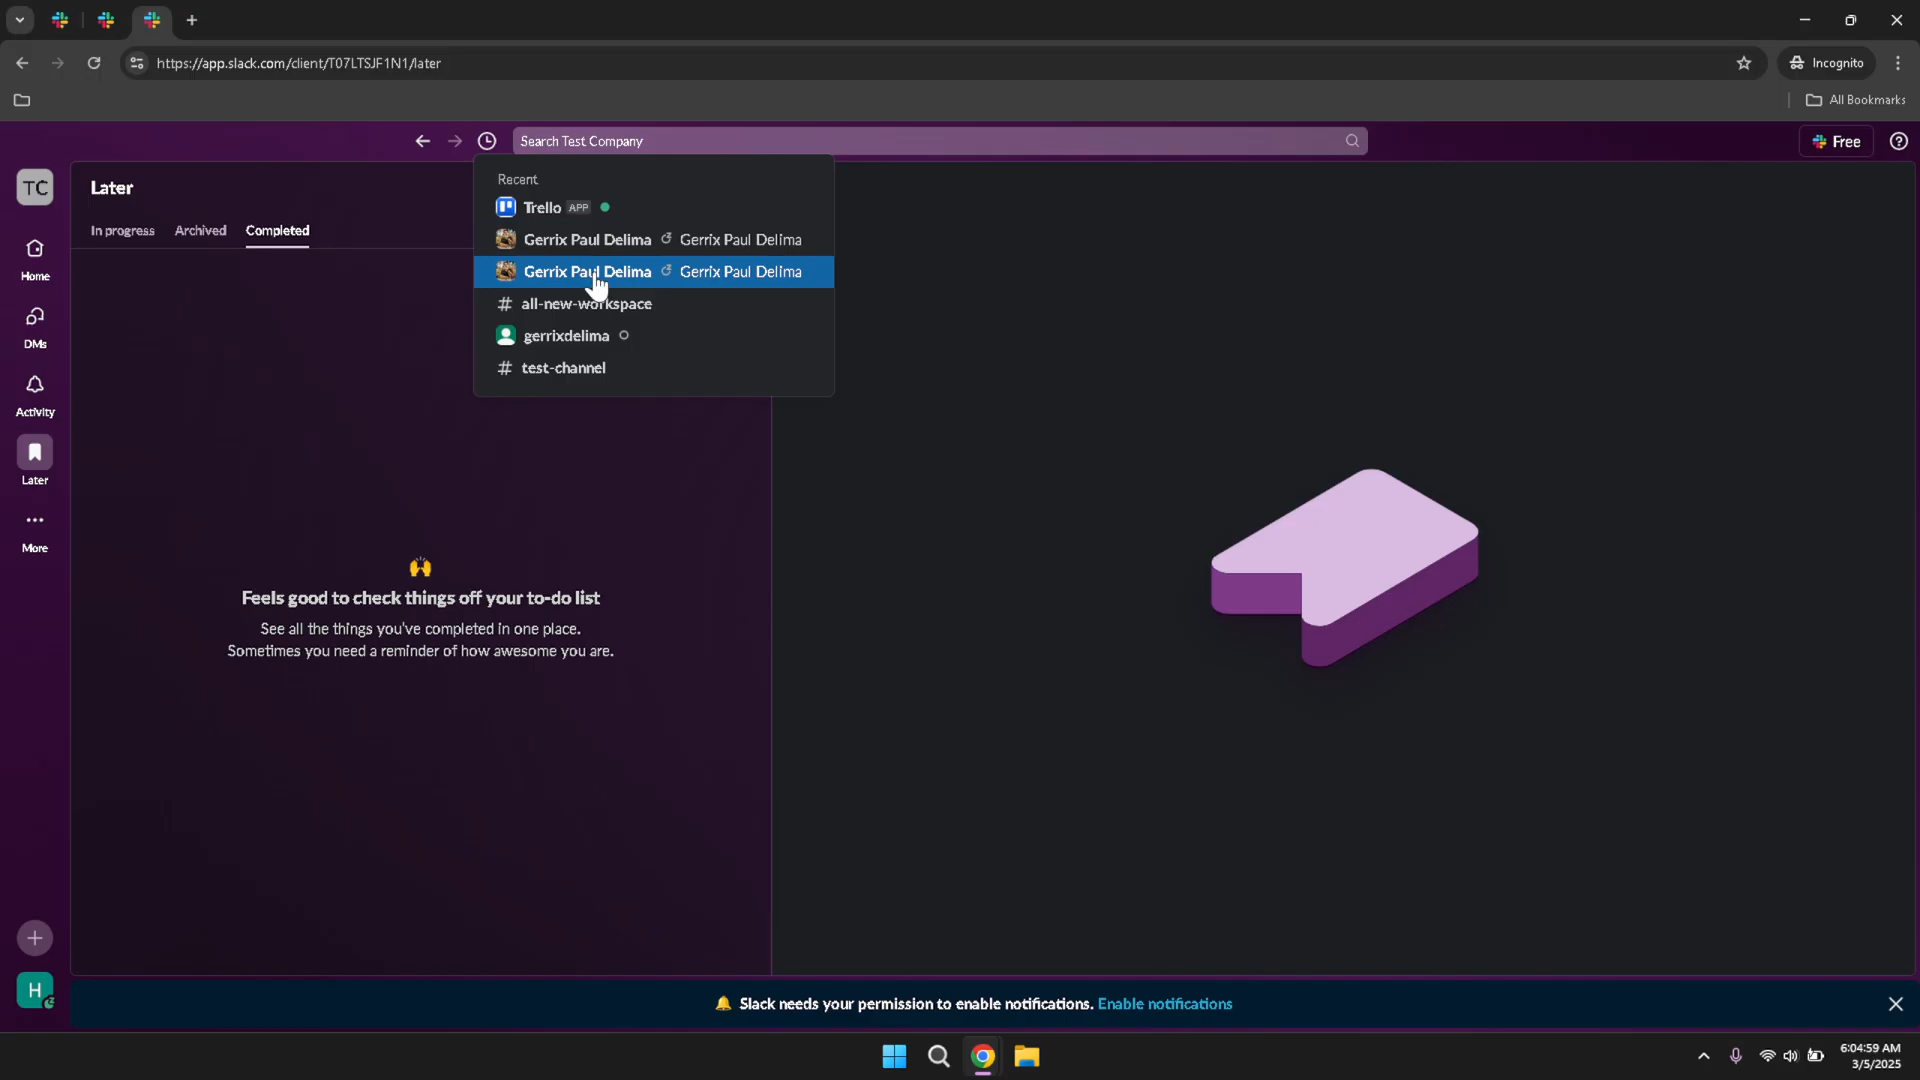 https://app.slack.com/client/T07LTSJF1N1/later
Incognito
All Bookmarks
Search Test Company
Free
TC
Later
In progress
Archived
Completed
Home
DMs
Activity
Later
More
H
Recent
Trello APP
Gerrix Paul Delima Gerrix Paul Delima
Gerrix Paul Delima Gerrix Paul Delima
# all-new-workspace
gerrixdelima
# test-channel
Feels good to check things off your to-do list
See all the things you've completed in one place.
Sometimes you need a reminder of how awesome you are.
Slack needs your permission to enable notifications. Enable notifications
6:04:59 AM
3/5/2025